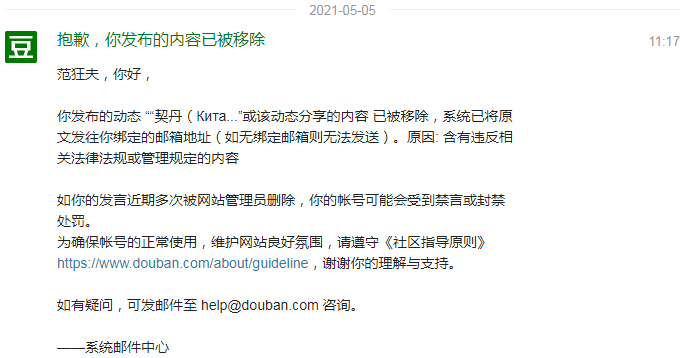 2021-05-05
豆
抱歉，你发布的内容已被移除
11:17
范狂夫，你好，
你发布的动态 ““契丹（Кита...”或该动态分享的内容 已被移除，系统已将原
文发往你绑定的邮箱地址（如无绑定邮箱则无法发送）。原因: 含有违反相
关法律法规或管理规定的内容
如你的发言近期多次被网站管理员删除，你的帐号可能会受到禁言或封禁
处罚。
为确保帐号的正常使用，维护网站良好氛围，请遵守《社区指导原则》
https://www.douban.com/about/guideline，谢谢你的理解与支持。
如有疑问，可发邮件至 help@douban.com 咨询。
——系统邮件中心